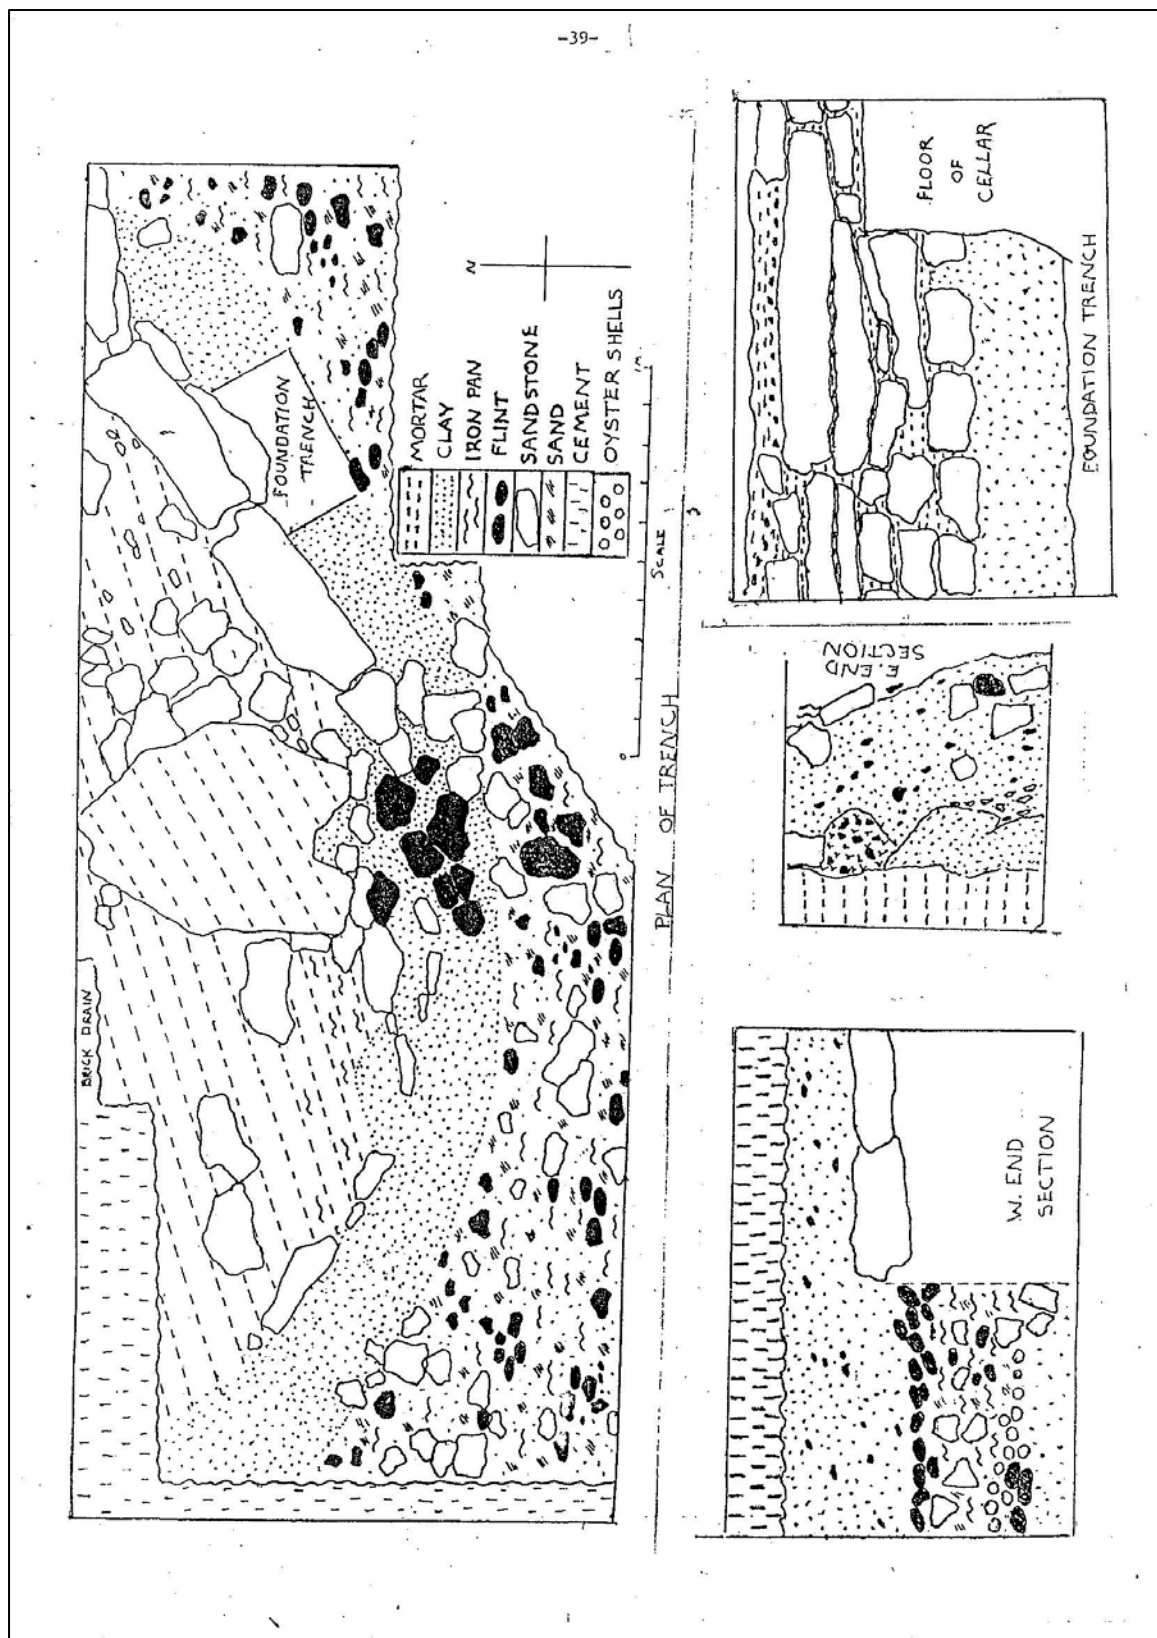 -39-
BRICK DRAIN
FOUNDATION
TRENCH
N
MORTAR
CLAY
IRON PAN
FLINT
SANDSTONE
SAND
CEMENT
OYSTER SHELLS
SCALE
PLAN OF TRENCH
FLOOR
OF
CELLAR
FOUNDATION TRENCH
E. END
SECTION
W. END
SECTION